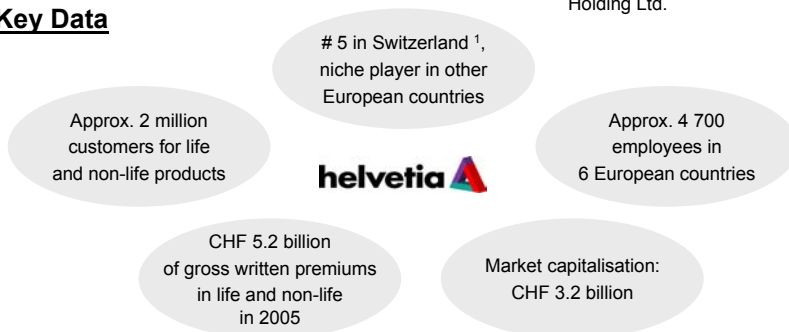 Holding Ltd.
Key Data
# 5 in Switzerland ¹,
niche player in other
European countries
Approx. 2 million
customers for life
and non-life products
Approx. 4 700
employees in
6 European countries
helvetia
CHF 5.2 billion
of gross written premiums
in life and non-life
in 2005
Market capitalisation:
CHF 3.2 billion